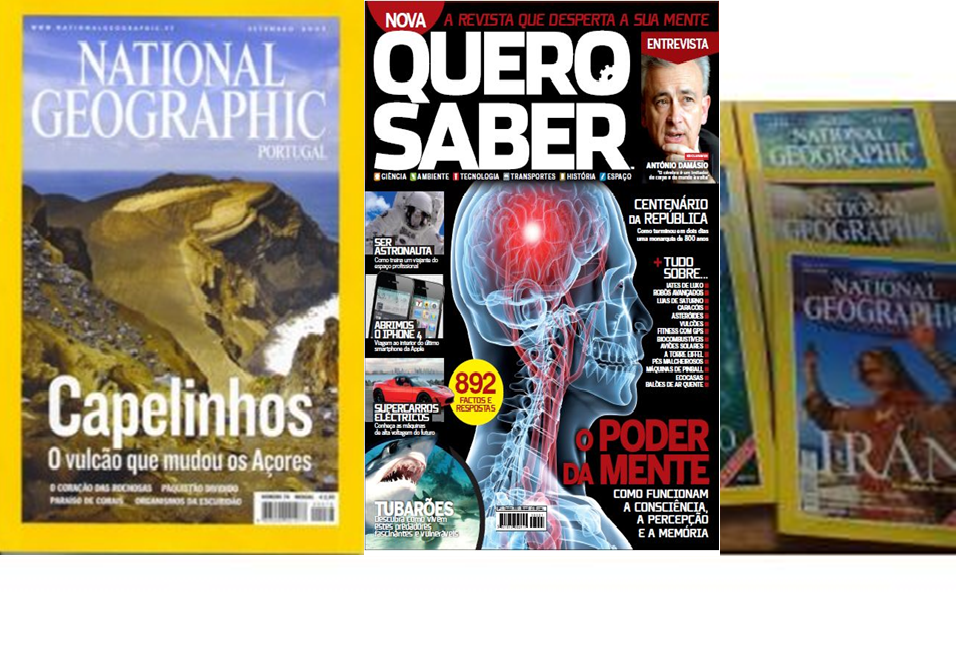 WWW.NATIONALGEOGRAPHIC.PT
SETEMBRO 2007
NATIONAL
GEOGRAPHIC
PORTUGAL
Capelinhos
O vulcão que mudou os Açores
O CORAÇÃO DAS ROCHOSAS PAQUISTÃO DIVIDIDO
PARAÍSO DE CORAIS ORGANISMOS DA ESCURIDÃO
NOVA
A REVISTA QUE DESPERTA A SUA MENTE
QUERO
SABER
ENTREVISTA
ANTÓNIO DAMÁSIO
CIÊNCIA AMBIENTE TECNOLOGIA TRANSPORTES HISTÓRIA ESPAÇO
SER
ASTRONAUTA
Como treina um viajante do
espaço profissional
ABRIMOS
O IPHONE 4
Viagem ao interior do último
smartphone da Apple
SUPERCARROS
ELÉCTRICOS
Conheça as máquinas
de alta voltagem do futuro
892
FACTOS E
RESPOSTAS
TUBARÕES
Descubra como vivem
estes predadores
fascinantes e vulneráveis
CENTENÁRIO
DA REPÚBLICA
Como terminou em dois dias
uma monarquia de 800 anos
+ TUDO
SOBRE...
IATES DE LUXO
ROBÔS AVANÇADOS
LUAS DE SATURNO
CARACÓIS
ASTERÓIDES
VULCÕES
FITNESS COM GPS
BIOCOMBUSTÍVEIS
AVIÕES SOLARES
A TORRE EIFFEL
PÉS MALCHEIROSOS
MÁQUINAS DE PINBALL
ECOCASAS
BALÕES DE AR QUENTE
O PODER
DA MENTE
COMO FUNCIONAM
A CONSCIÊNCIA,
A PERCEPÇÃO
E A MEMÓRIA
NATIONAL
GEOGRAPHIC
NATIONAL
GEOGRAPHIC
NATIONAL
GEOGRAPHIC
IRAN